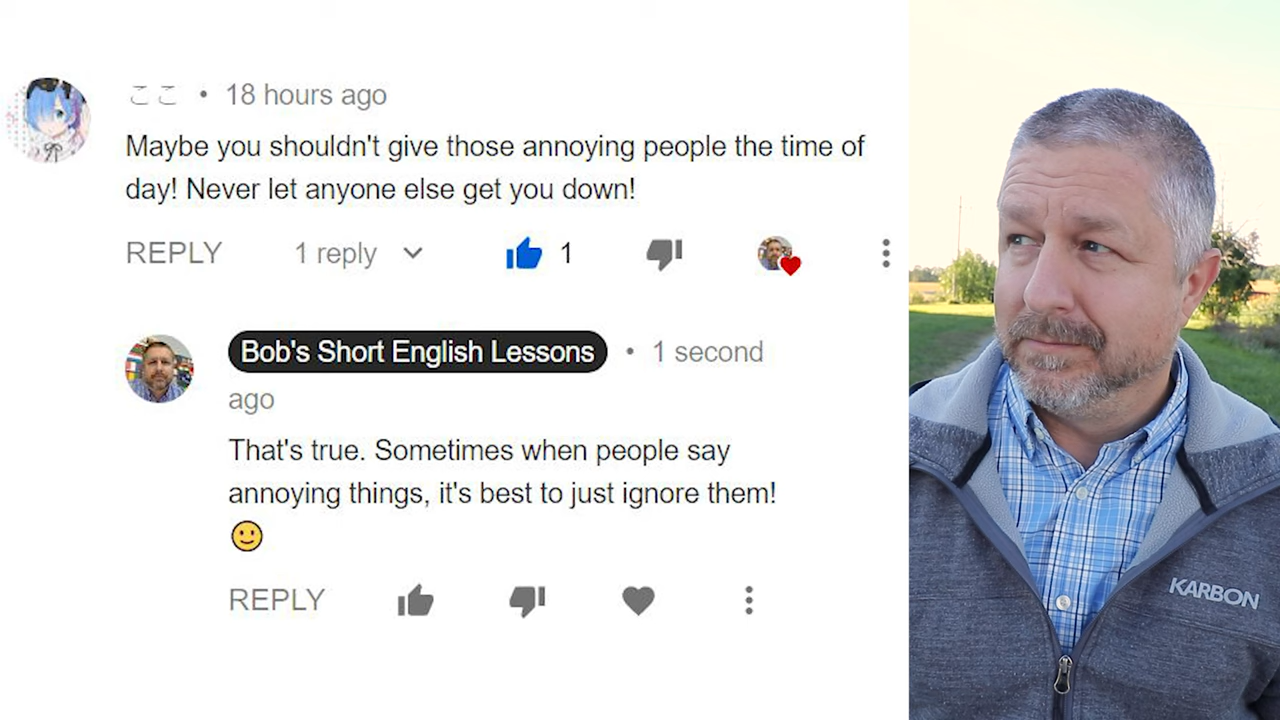 ここ • 18 hours ago
Maybe you shouldn't give those annoying people the time of
day! Never let anyone else get you down!
REPLY 1 reply 1
Bob's Short English Lessons • 1 second
ago
That's true. Sometimes when people say
annoying things, it's best to just ignore them!
🙂
REPLY
KARBON